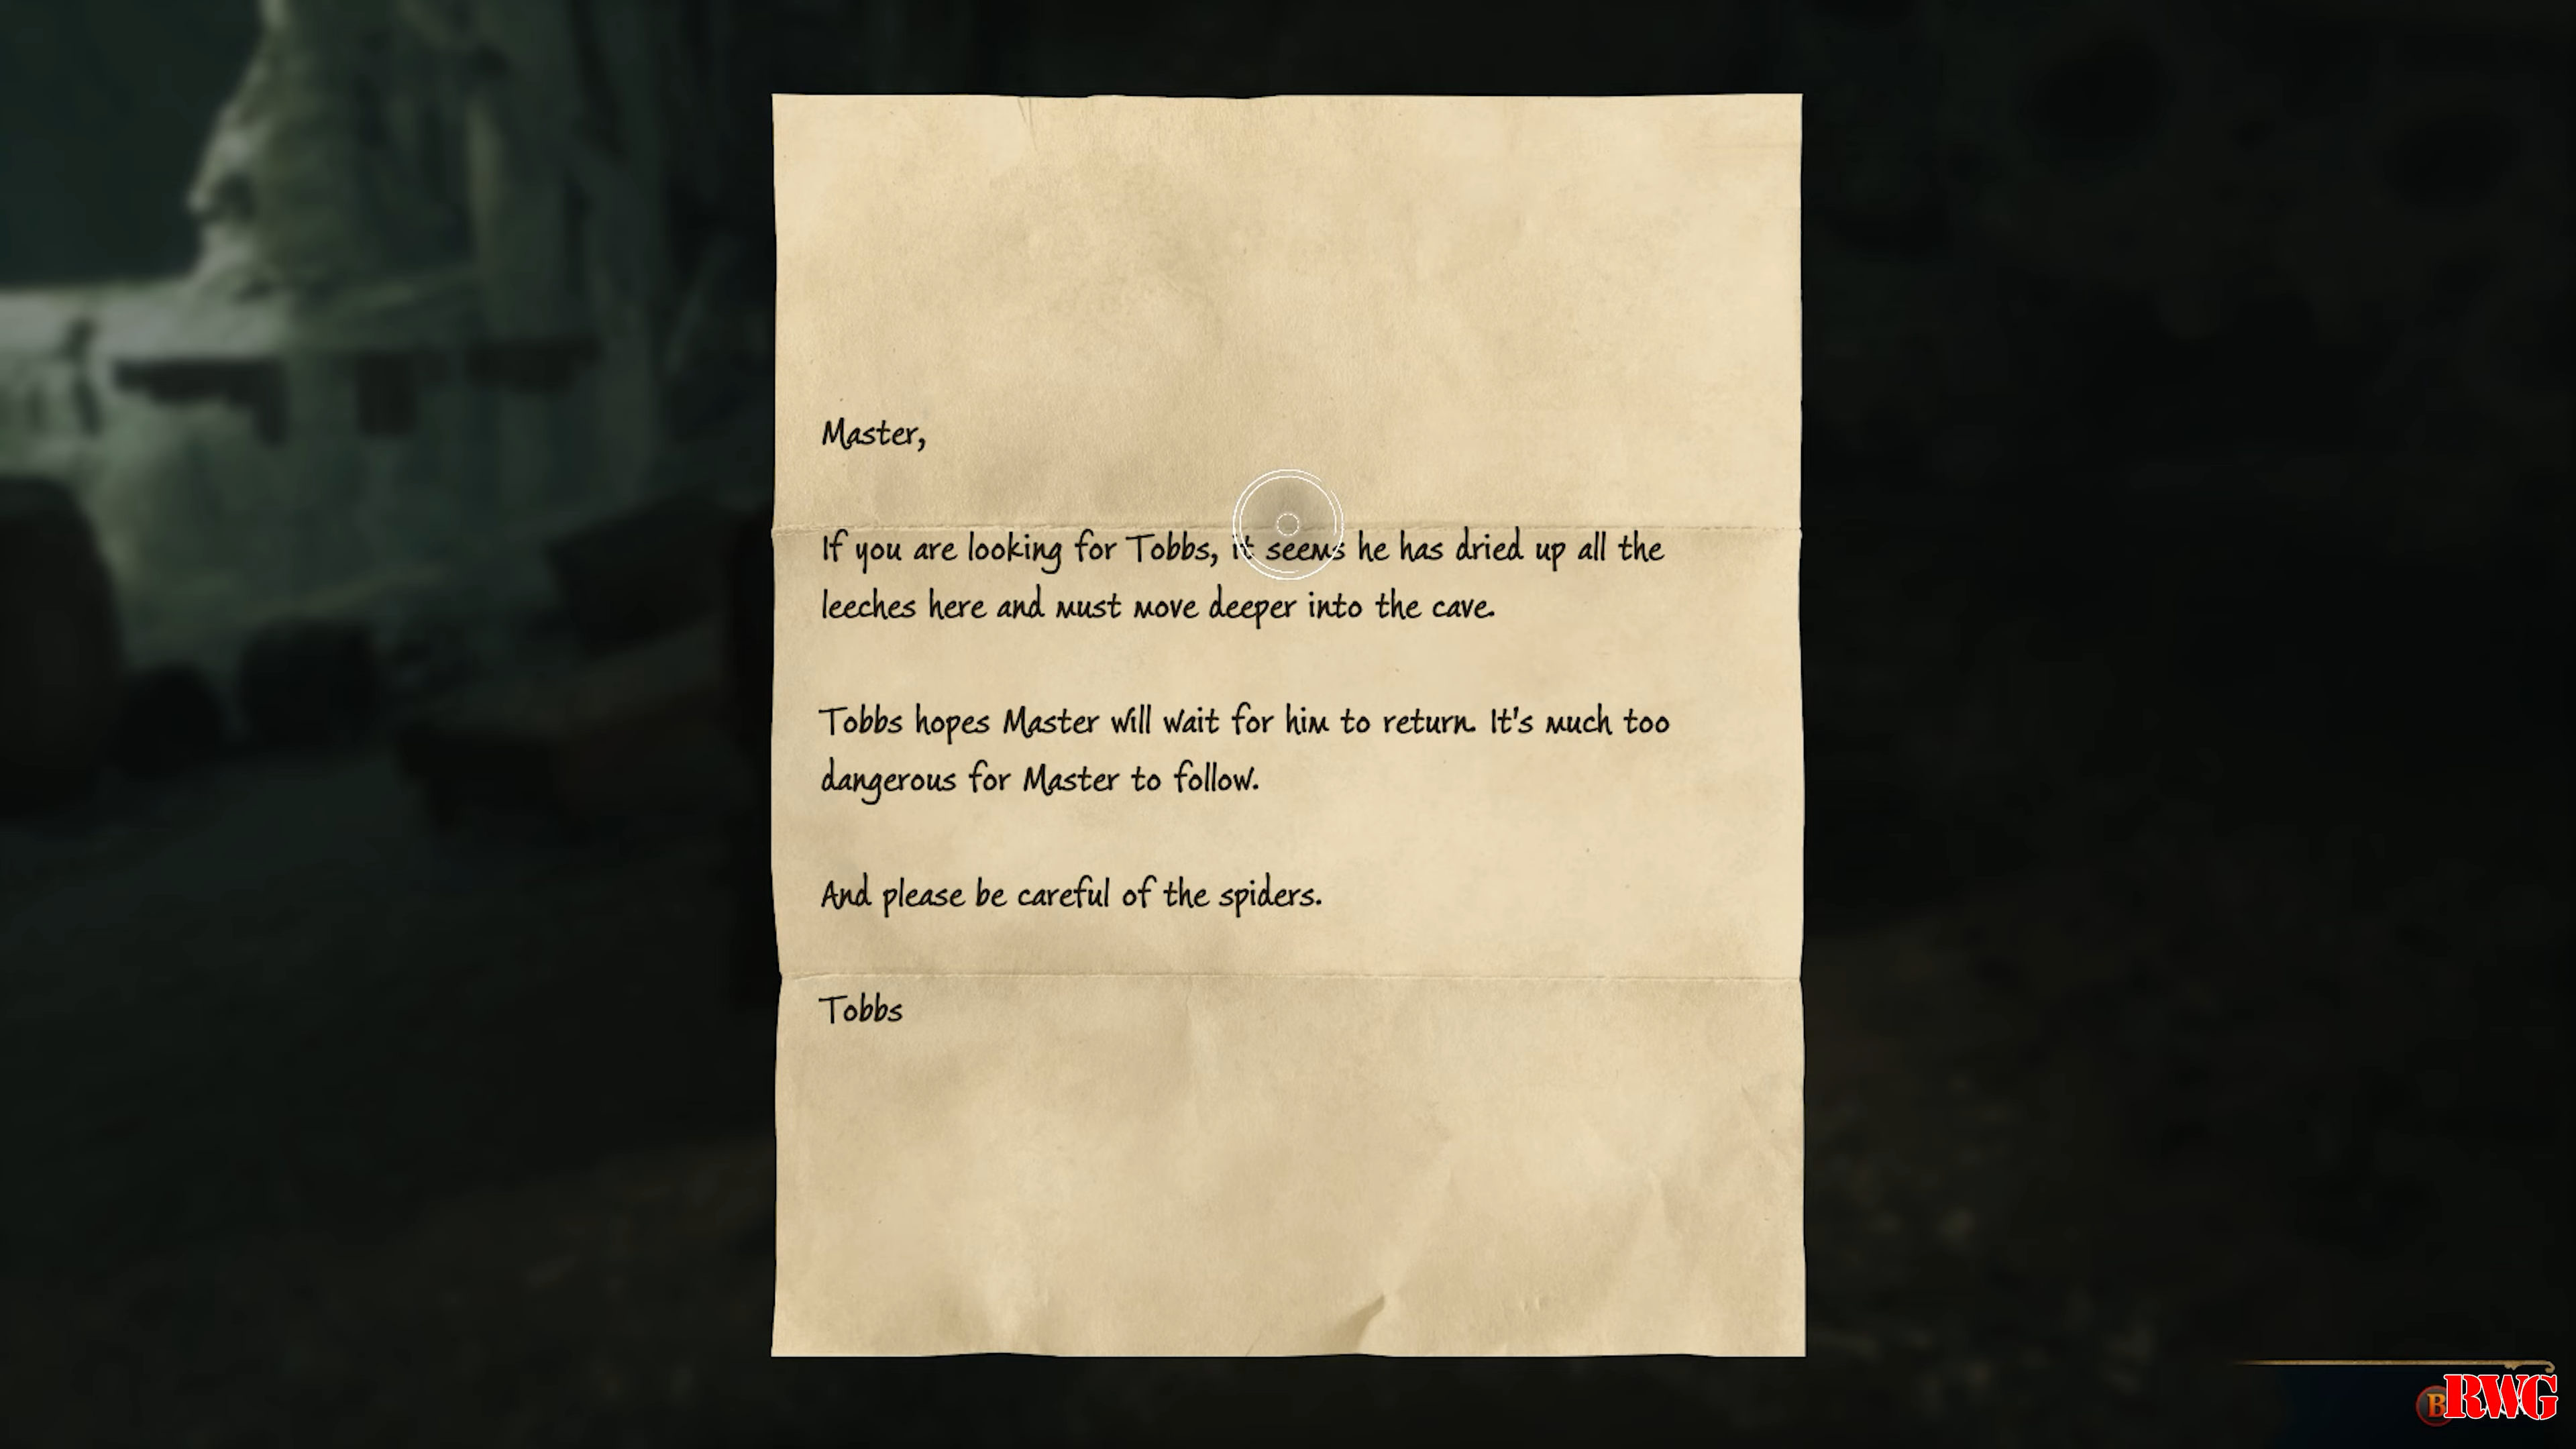 Master,
If you are looking for Tobbs, it seems he has dried up all the
leeches here and must move deeper into the cave.
Tobbs hopes Master will wait for him to return. It's much too
dangerous for Master to follow.
And please be careful of the spiders.
Tobbs
B RWG